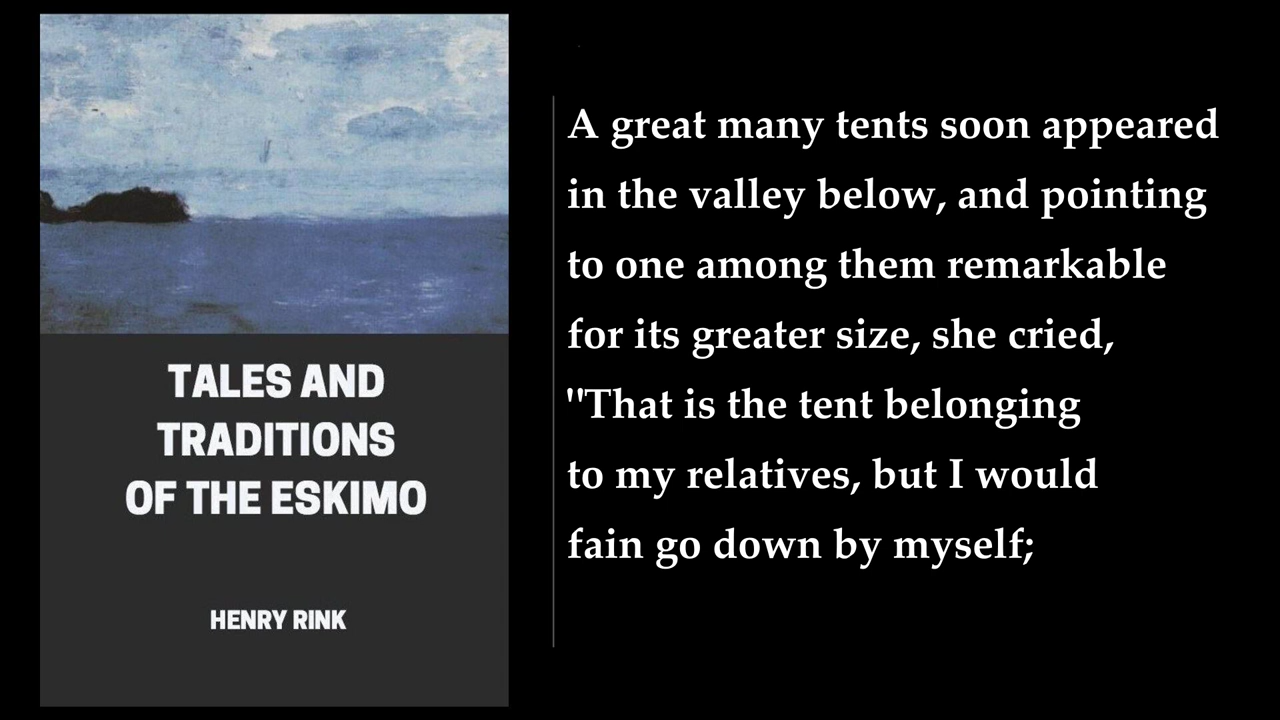 TALES AND
TRADITIONS
OF THE ESKIMO
HENRY RINK
A great many tents soon appeared
in the valley below, and pointing
to one among them remarkable
for its greater size, she cried,
"That is the tent belonging
to my relatives, but I would
fain go down by myself;